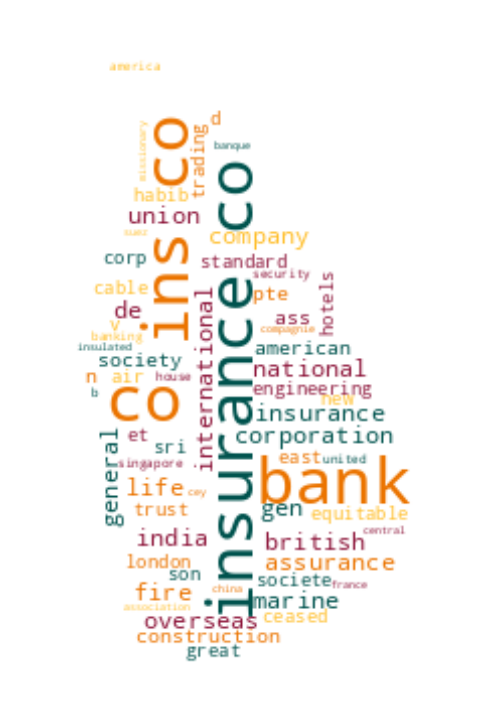 america
d
co
missionary
trading
banque
habib
co
union
suez
company
corp
ins
standard
security
cable
pte
hotels
de
international
ass
v
compagnie
banking
insulated
american
society
national
n
air
house
engineering
b
co
new
insurance
insurance
et
corporation
general
sri
singapore
east
united
bank
life
cey
trust
gen
equitable
india
central
british
london
assurance
son
societe
france
fire
china
marine
association
overseas
ceased
construction
great